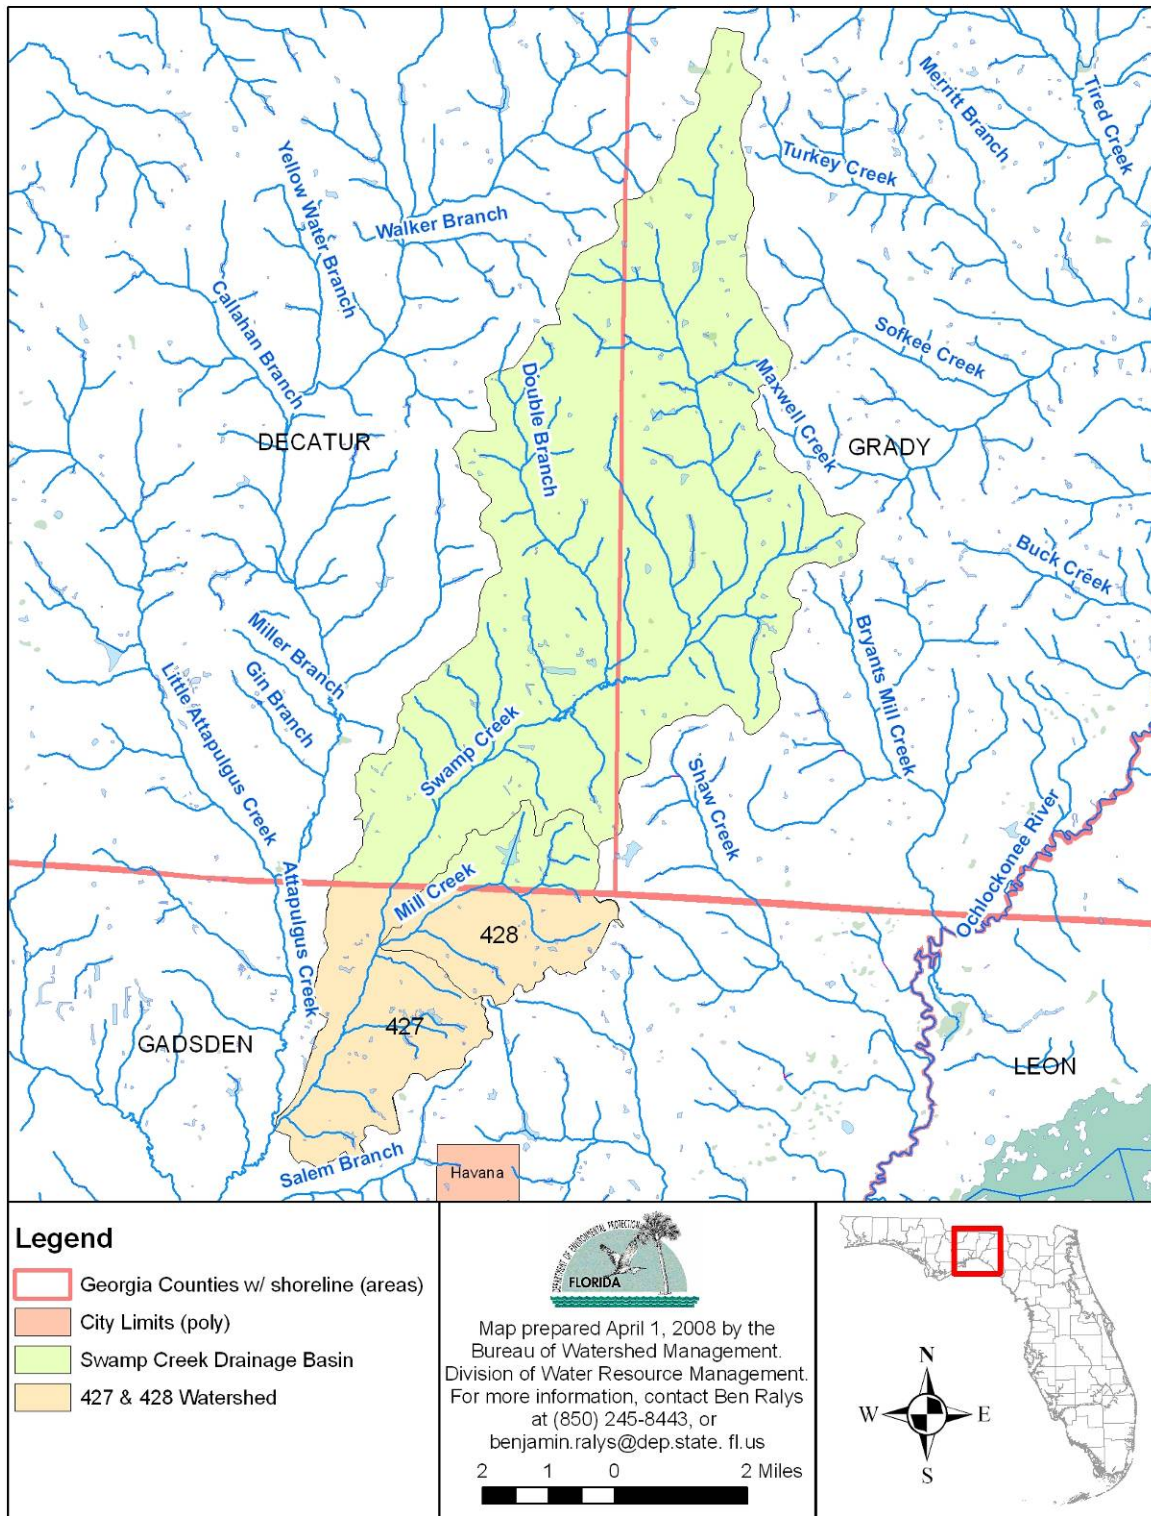 Merritt Branch
Tired Creek
Turkey Creek
Yellow Water Branch
Walker Branch
Callahan Branch
Sofkee Creek
Double Branch
Maxwell Creek
DECATUR
GRADY
Buck Creek
Miller Branch
Gin Branch
Bryants Mill Creek
Little Attapulgus Creek
Swamp Creek
Shaw Creek
Ochlockonee River
Attapulgus Creek
Mill Creek
428
427
GADSDEN
LEON
Salem Branch
Havana
Legend
Georgia Counties w/ shoreline (areas)
City Limits (poly)
Swamp Creek Drainage Basin
427 & 428 Watershed
DEPARTMENT OF ENVIRONMENTAL PROTECTION
FLORIDA
Map prepared April 1, 2008 by the
Bureau of Watershed Management.
Division of Water Resource Management.
For more information, contact Ben Ralys
at (850) 245-8443, or
benjamin.ralys@dep.state. fl.us
2 1 0 2 Miles
N
W E
S